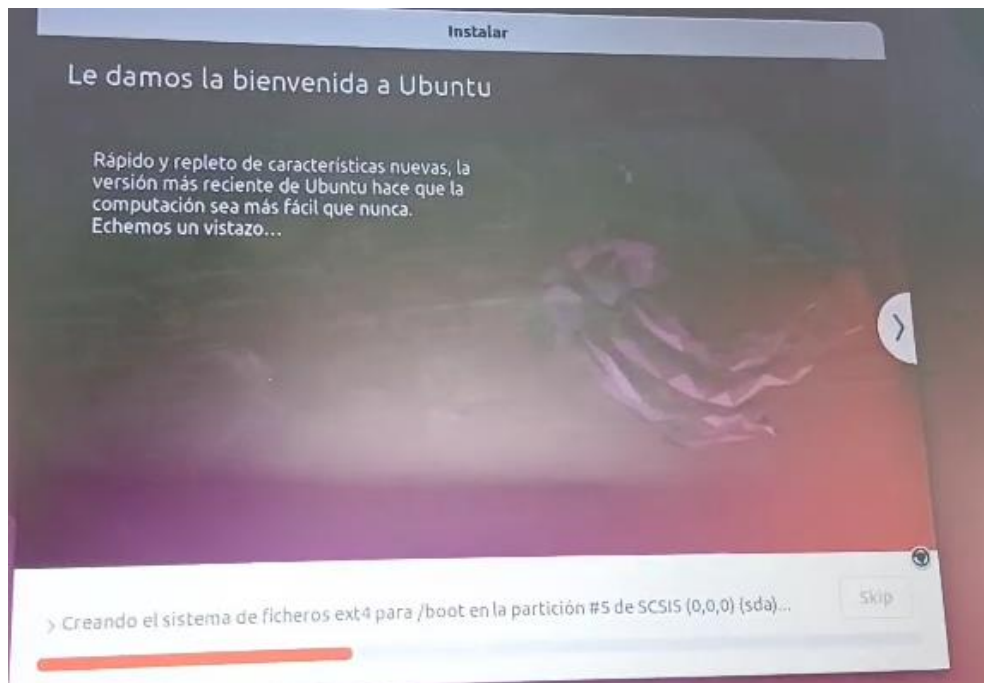 Instalar
Le damos la bienvenida a Ubuntu
Rápido y repleto de características nuevas, la
versión más reciente de Ubuntu hace que la
computación sea más fácil que nunca.
Echemos un vistazo...
> Creando el sistema de ficheros ext4 para /boot en la partición #5 de SCSI5 (0,0,0) (sda)...
Skip